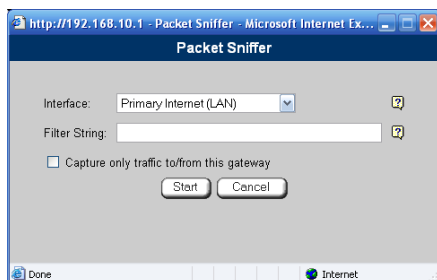 http://192.168.10.1 - Packet Sniffer - Microsoft Internet Ex...
Packet Sniffer
Interface: Primary Internet (LAN) ?
Filter String: ?
Capture only traffic to/from this gateway
Start Cancel
Done Internet